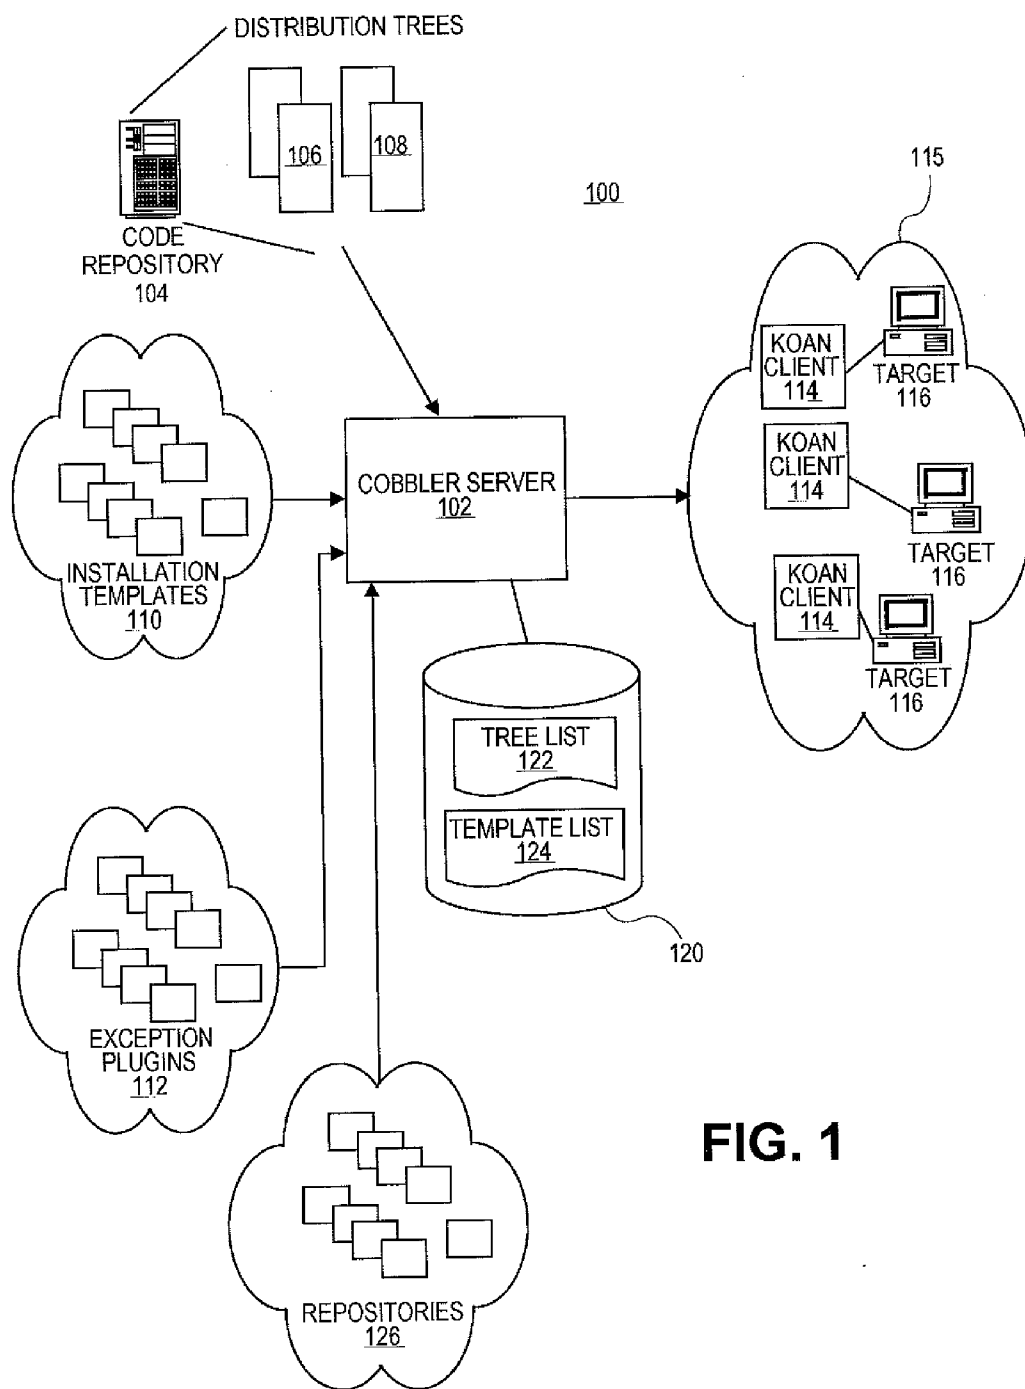 DISTRIBUTION TREES
106
108
100
115
CODE
REPOSITORY
104
KOAN
CLIENT
114
TARGET
116
KOAN
CLIENT
114
TARGET
116
KOAN
CLIENT
114
TARGET
116
COBBLER SERVER
102
INSTALLATION
TEMPLATES
110
TREE LIST
122
TEMPLATE LIST
124
120
EXCEPTION
PLUGINS
112
REPOSITORIES
126
FIG. 1